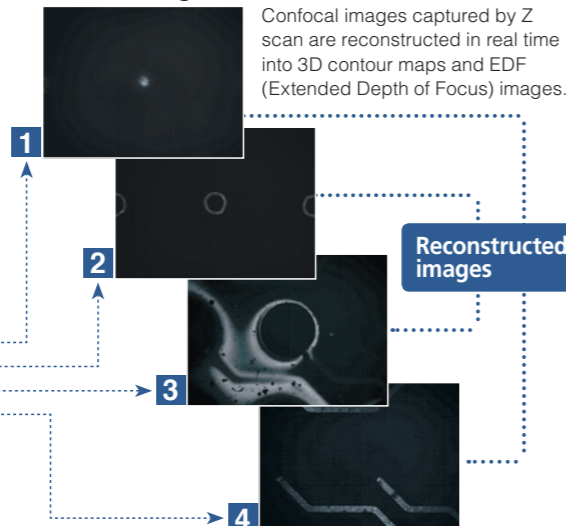 Confocal images captured by Z
scan are reconstructed in real time
into 3D contour maps and EDF
(Extended Depth of Focus) images.
1
2
Reconstructed
images
3
4